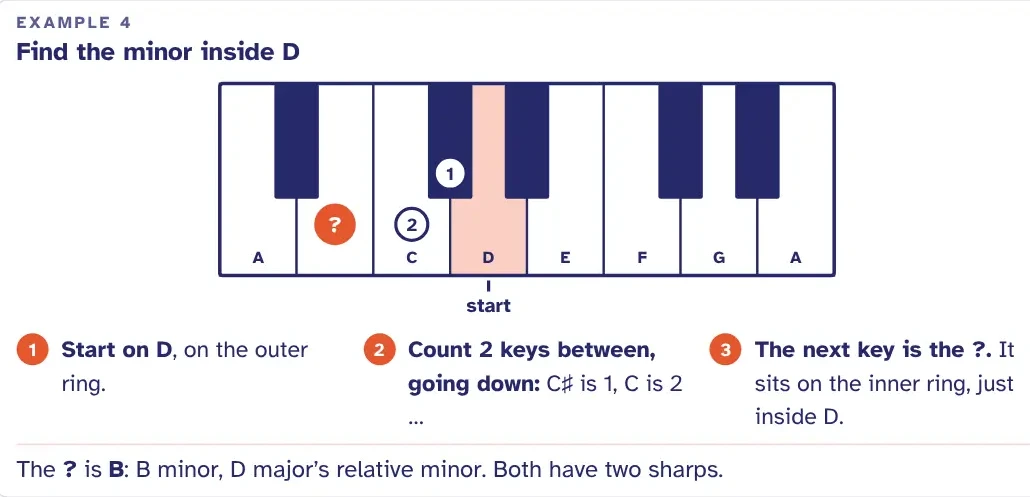 EXAMPLE 4
Find the minor inside D
1
?
2
A
C
D
E
F
G
A
start
1 Start on D, on the outer
ring.
2 Count 2 keys between,
going down: C♯ is 1, C is 2
...
3 The next key is the ?. It
sits on the inner ring, just
inside D.
The ? is B: B minor, D major’s relative minor. Both have two sharps.